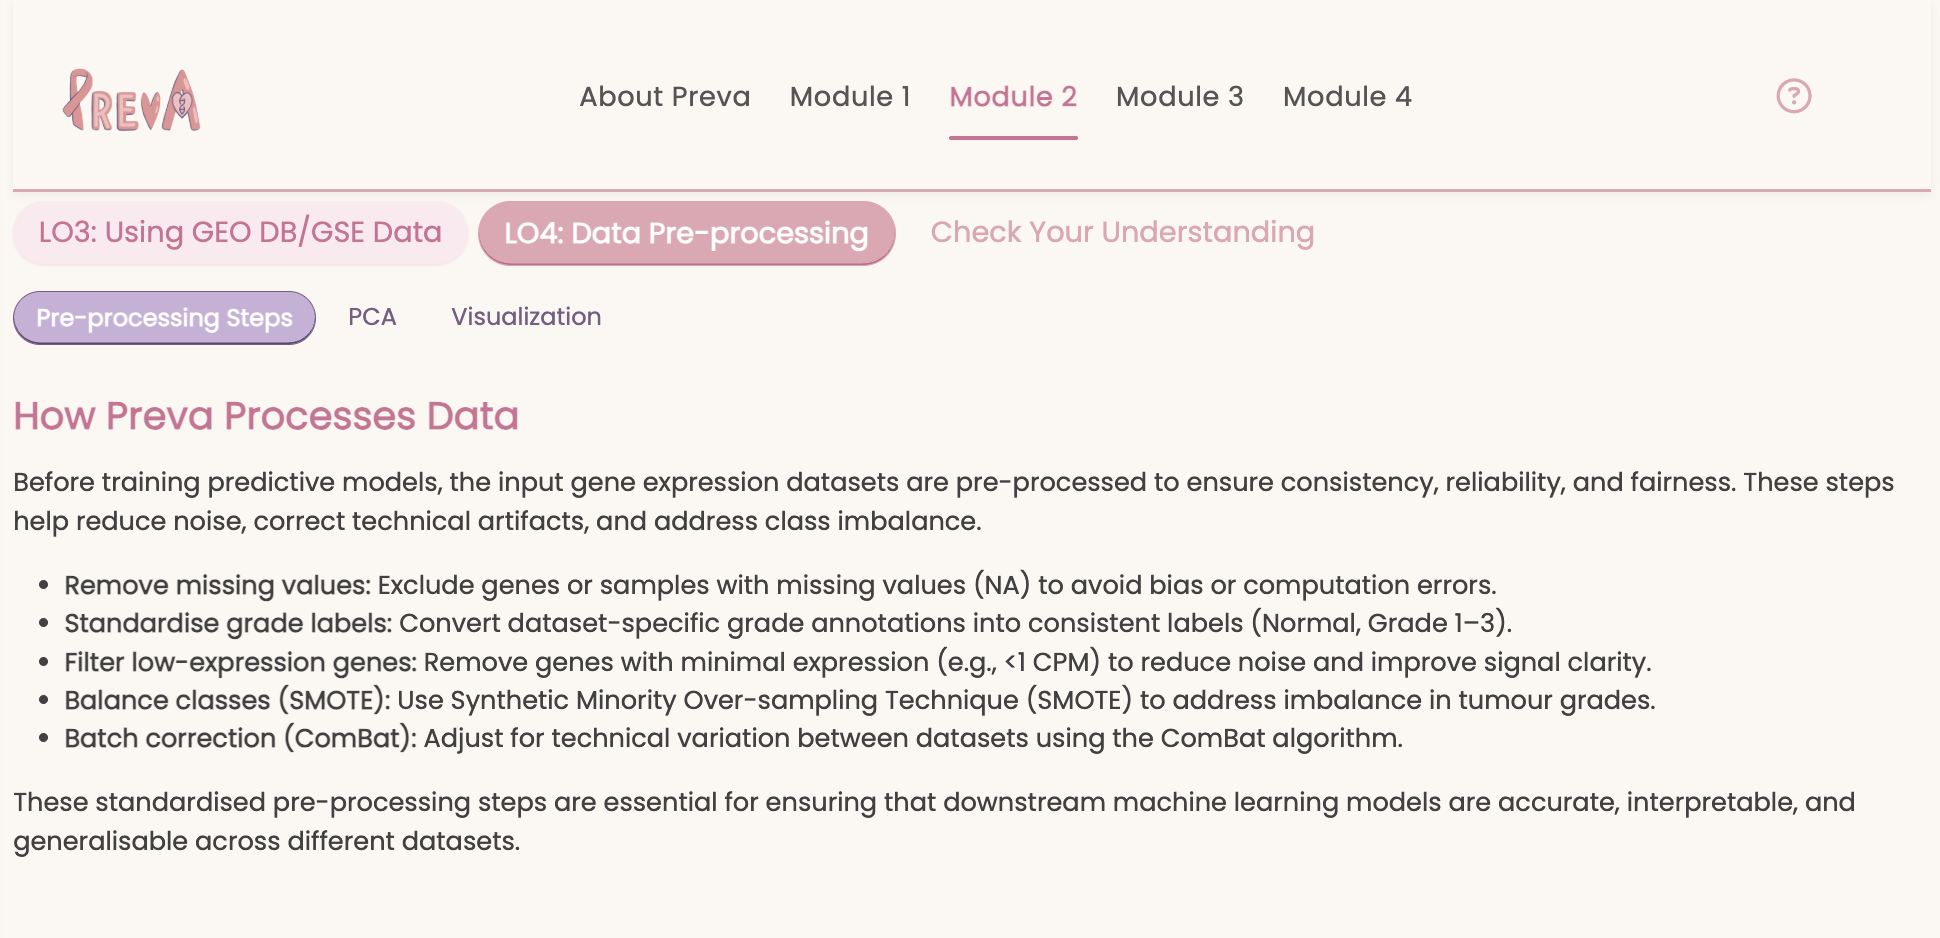 PREVA
About Preva
Module 1
Module 2
Module 3
Module 4
?
LO3: Using GEO DB/GSE Data
LO4: Data Pre-processing
Check Your Understanding
Pre-processing Steps
PCA
Visualization
How Preva Processes Data
Before training predictive models, the input gene expression datasets are pre-processed to ensure consistency, reliability, and fairness. These steps
help reduce noise, correct technical artifacts, and address class imbalance.
• Remove missing values: Exclude genes or samples with missing values (NA) to avoid bias or computation errors.
• Standardise grade labels: Convert dataset-specific grade annotations into consistent labels (Normal, Grade 1–3).
• Filter low-expression genes: Remove genes with minimal expression (e.g., <1 CPM) to reduce noise and improve signal clarity.
• Balance classes (SMOTE): Use Synthetic Minority Over-sampling Technique (SMOTE) to address imbalance in tumour grades.
• Batch correction (ComBat): Adjust for technical variation between datasets using the ComBat algorithm.
These standardised pre-processing steps are essential for ensuring that downstream machine learning models are accurate, interpretable, and
generalisable across different datasets.